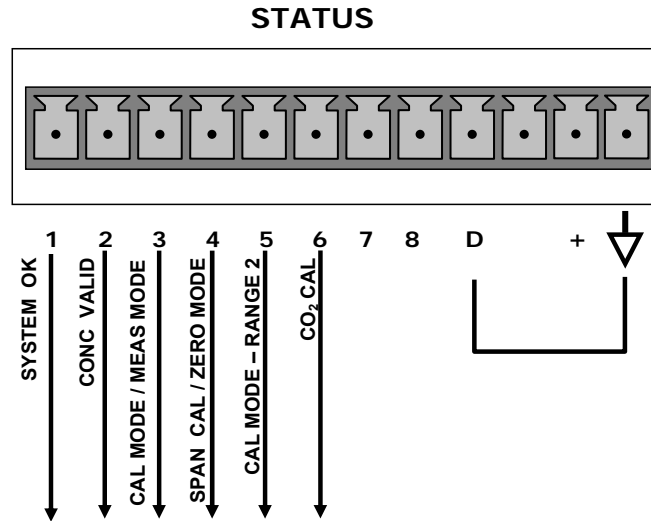 STATUS
1 2 3 4 5 6 7 8 D +
SYSTEM OK
CONC VALID
CAL MODE / MEAS MODE
SPAN CAL / ZERO MODE
CAL MODE – RANGE 2
CO₂ CAL